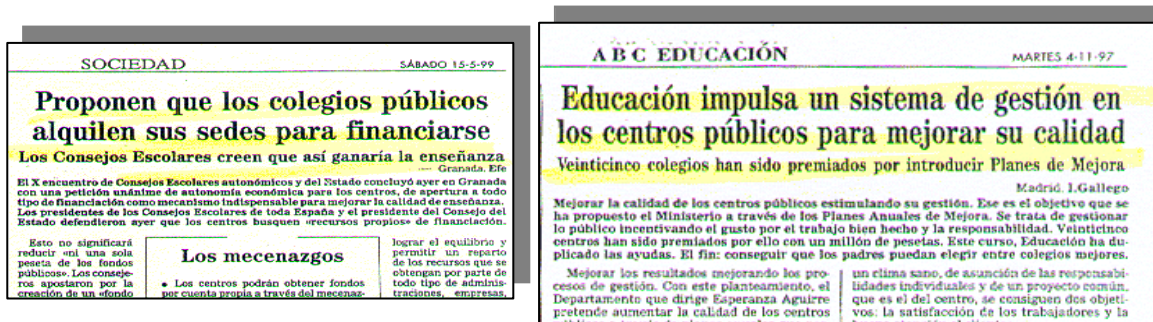 SOCIEDAD
SÁBADO 15-5-99
Proponen que los colegios públicos
alquilen sus sedes para financiarse
Los Consejos Escolares creen que así ganaría la enseñanza
Granada. Efe
El X encuentro de Consejos Escolares autonómicos y del Estado concluyó ayer en Granada
con una petición unánime de autonomía económica para los centros, de apertura a todo
tipo de financiación como mecanismo indispensable para mejorar la calidad de enseñanza.
Los presidentes de los Consejos Escolares de toda España y el presidente del Consejo del
Estado defendieron ayer que los centros busquen «recursos propios» de financiación.
Esto no significará
reducir «ni una sola
peseta de los fondos
públicos». Los conseje-
ros apostaron por la
creación de un «fondo
Los mecenazgos
• Los centros podrán obtener fondos
por cuenta propia a través del mecenaz-
lograr el equilibrio y
permitir un reparto
de los recursos que se
obtengan por parte de
todo tipo de adminis-
traciones, empresas,
A B C EDUCACIÓN
MARTES 4-11-97
Educación impulsa un sistema de gestión en
los centros públicos para mejorar su calidad
Veinticinco colegios han sido premiados por introducir Planes de Mejora
Madrid. J.Gallego
Mejorar la calidad de los centros públicos estimulando su gestión. Ese es el objetivo que se
ha propuesto el Ministerio a través de los Planes Anuales de Mejora. Se trata de gestionar
lo público incentivando el gusto por el trabajo bien hecho y la responsabilidad. Veinticinco
centros han sido premiados por ello con un millón de pesetas. Este curso, Educación ha du-
plicado las ayudas. El fin: conseguir que los padres puedan elegir entre colegios mejores.
Mejorar los resultados mejorando los pro-
cesos de gestión. Con este planteamiento, el
Departamento que dirige Esperanza Aguirre
pretende aumentar la calidad de los centros
un clima sano, de asunción de las responsabi-
lidades individuales y de un proyecto común,
que es el del centro, se consiguen dos objeti-
vos: la satisfacción de los trabajadores y la